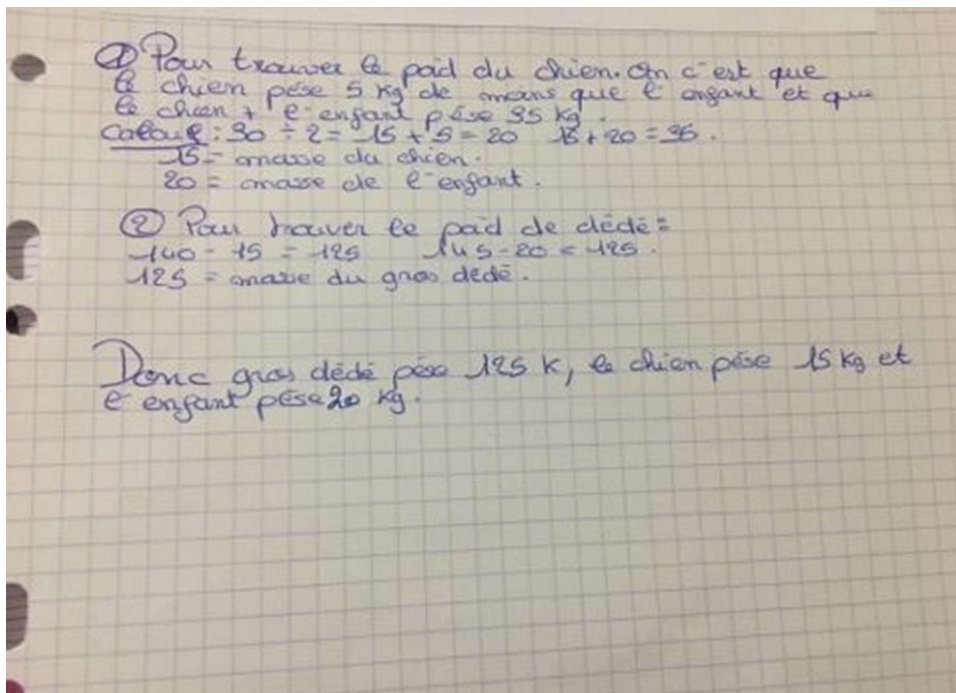 ① Pour trouver le poid du chien. On c'est que
le chien pèse 5 kg de moins que l'enfant et que
le chien + l'enfant pèse 35 kg.
Calcul : 30 ÷ 2 = 15 + 5 = 20 15 + 20 = 35.
15 = masse du chien.
20 = masse de l'enfant.
② Pour trouver le poid de dédé =
140 - 15 = 125 145 - 20 = 125.
125 = masse du gros dédé.
Donc gros dédé pèse 125 K, le chien pèse 15 kg et
l'enfant pèse 20 kg.